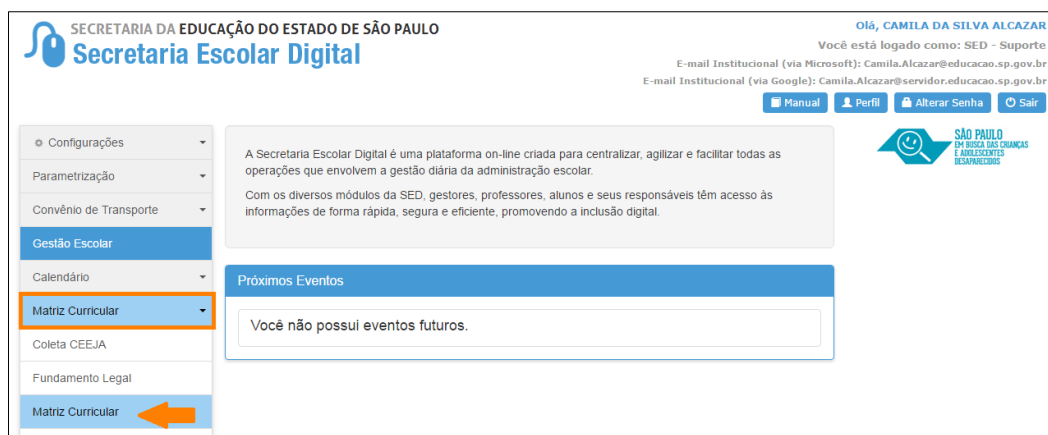 SECRETARIA DA EDUCAÇÃO DO ESTADO DE SÃO PAULO
Secretaria Escolar Digital
Olá, CAMILA DA SILVA ALCAZAR
Você está logado como: SED - Suporte
E-mail Institucional (via Microsoft): Camila.Alcazar@educacao.sp.gov.br
E-mail Institucional (via Google): Camila.Alcazar@servidor.educacao.sp.gov.br
Manual Perfil Alterar Senha Sair
Configurações
Parametrização
Convênio de Transporte
Gestão Escolar
Calendário
Matriz Curricular
Coleta CEEJA
Fundamento Legal
Matriz Curricular
A Secretaria Escolar Digital é uma plataforma on-line criada para centralizar, agilizar e facilitar todas as
operações que envolvem a gestão diária da administração escolar.
Com os diversos módulos da SED, gestores, professores, alunos e seus responsáveis têm acesso às
informações de forma rápida, segura e eficiente, promovendo a inclusão digital.
Próximos Eventos
Você não possui eventos futuros.
SÃO PAULO
EM BUSCA DAS CRIANÇAS
E ADOLESCENTES
DESAPARECIDOS